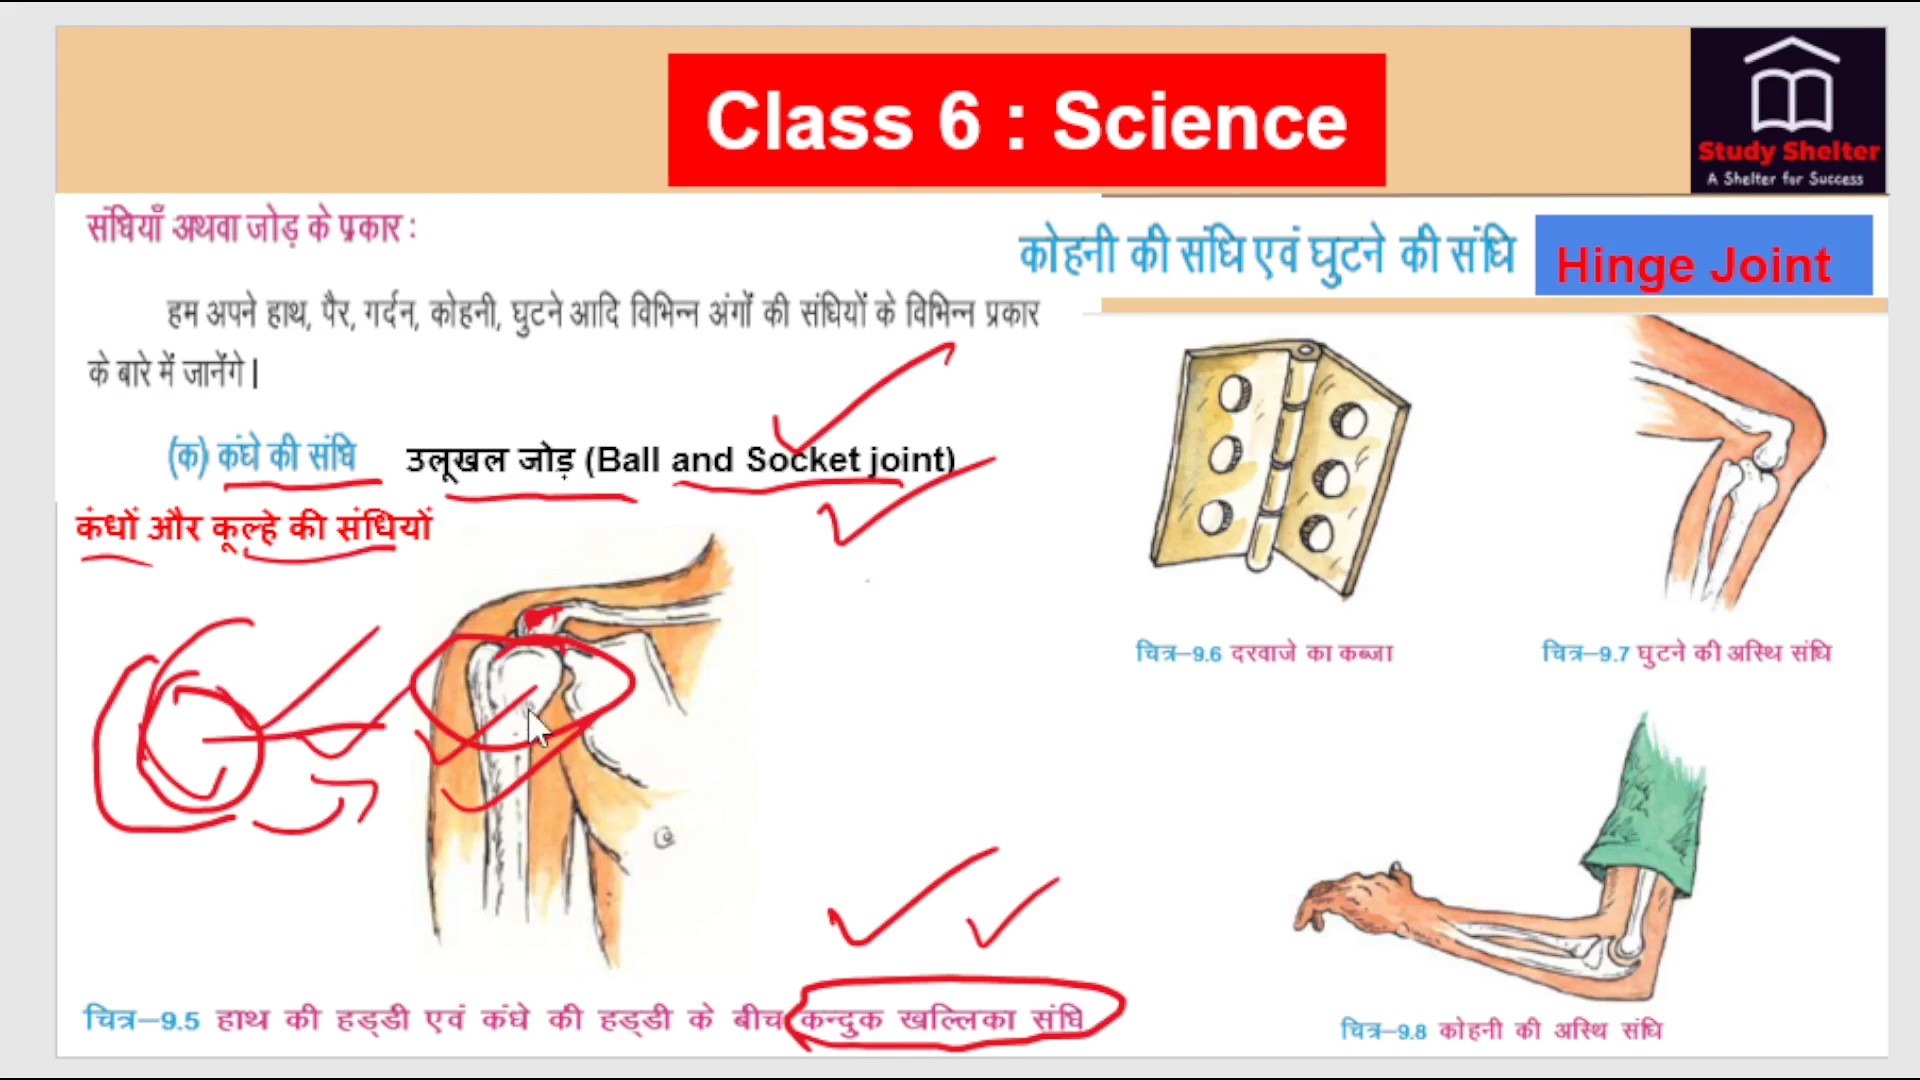 Class 6 : Science
Study Shelter
A Shelter for Success
संधियाँ अथवा जोड़ के प्रकार :
हम अपने हाथ, पैर, गर्दन, कोहनी, घुटने आदि विभिन्न अंगों की संधियों के विभिन्न प्रकार
के बारे में जानेंगे |
(क) कंधे की संधि उलूखल जोड़ (Ball and Socket joint)
कंधों और कूल्हे की संधियों
चित्र–9.5 हाथ की हड्डी एवं कंधे की हड्डी के बीच कन्दुक खल्लिका संधि
कोहनी की संधि एवं घुटने की संधि Hinge Joint
चित्र–9.6 दरवाजे का कब्जा
चित्र–9.7 घुटने की अस्थि संधि
चित्र–9.8 कोहनी की अस्थि संधि